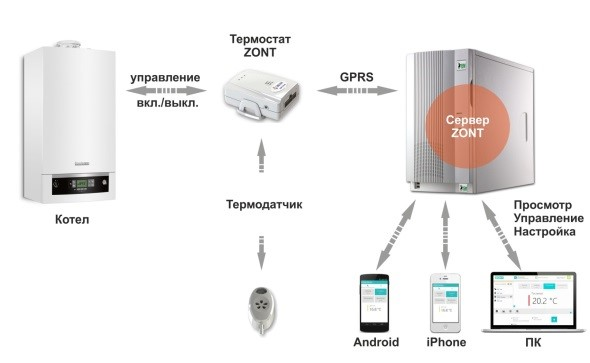 Термостат
ZONT
управление
вкл./выкл.
GPRS
Сервер
ZONT
Котел
Термодатчик
Просмотр
Управление
Настройка
20.2 °C
Android
iPhone
ПК